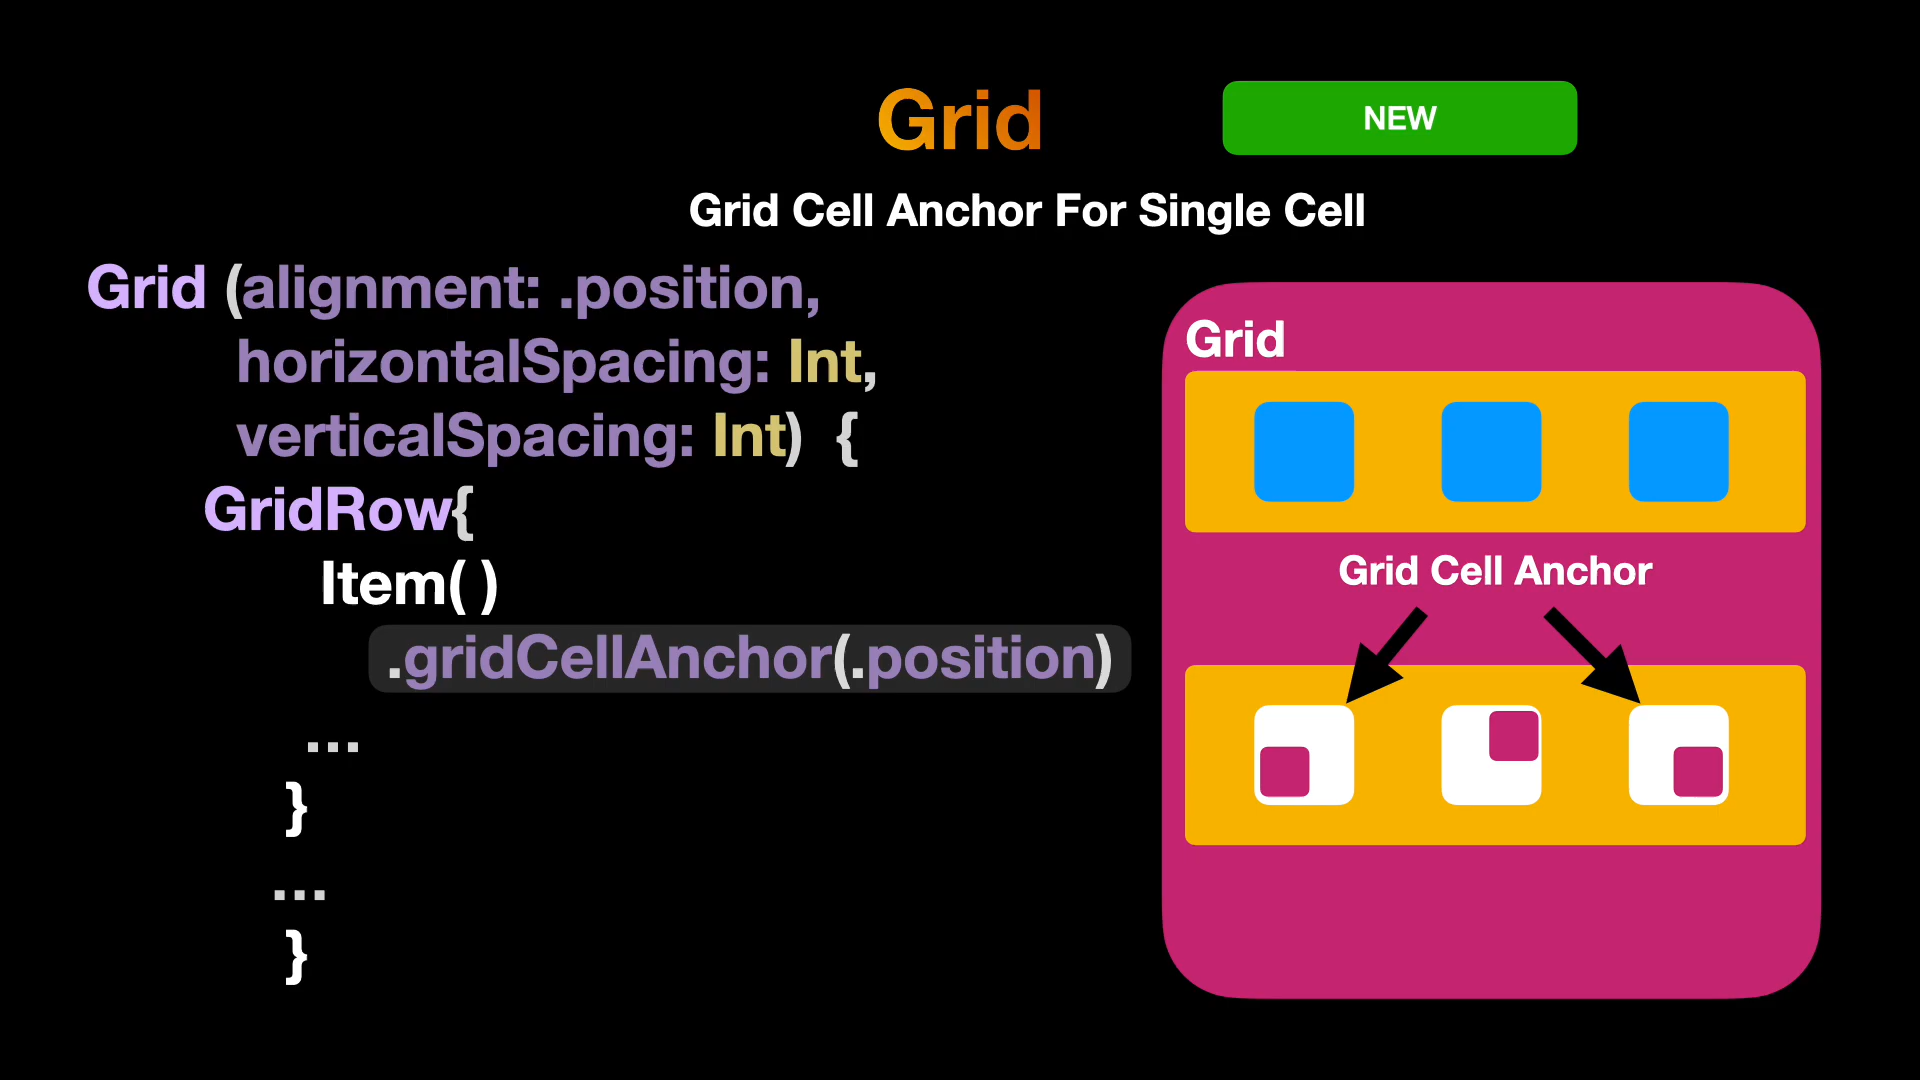 Grid
NEW
Grid Cell Anchor For Single Cell
Grid (alignment: .position,
horizontalSpacing: Int,
verticalSpacing: Int) {
GridRow{
Item( )
.gridCellAnchor(.position)
...
}
...
}
Grid
Grid Cell Anchor